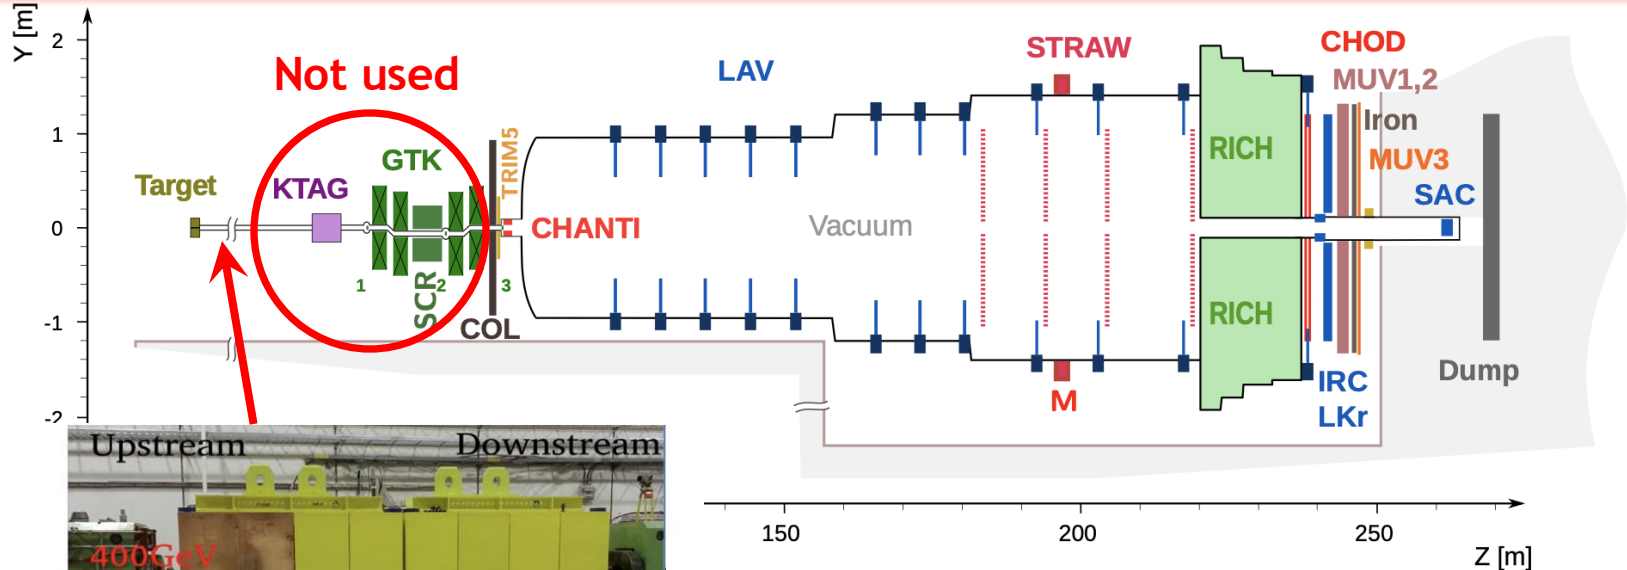 Y [m]
2
1
0
-1
-2
Not used
Target
KTAG
GTK
1
SCR
2
COL
TRIM5
3
CHANTI
LAV
Vacuum
STRAW
M
RICH
RICH
CHOD
MUV1,2
Iron
MUV3
SAC
IRC
LKr
Dump
Upstream
Downstream
400GeV
150
200
250
Z [m]